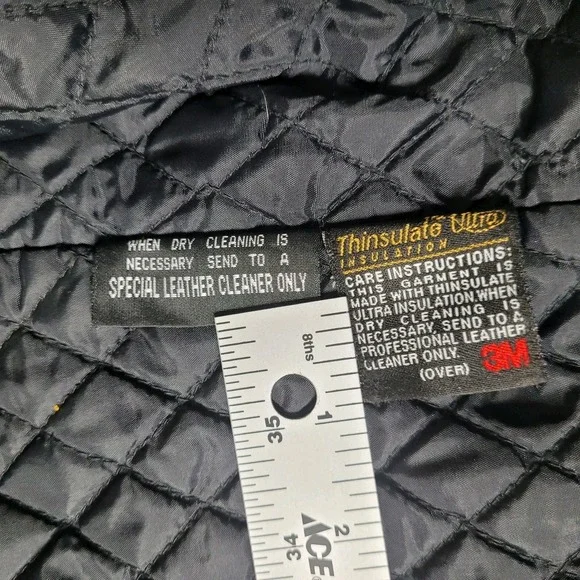 WHEN DRY CLEANING IS
NECESSARY SEND TO A
SPECIAL LEATHER CLEANER ONLY
Thinsulate Ultra
INSULATION
CARE INSTRUCTIONS:
THIS GARMENT IS
MADE WITH THINSULATE
ULTRA INSULATION. WHEN
DRY CLEANING IS
NECESSARY, SEND TO A
PROFESSIONAL LEATHER
CLEANER ONLY.
(OVER)
3M
8ths
1
35
2
34
ACE